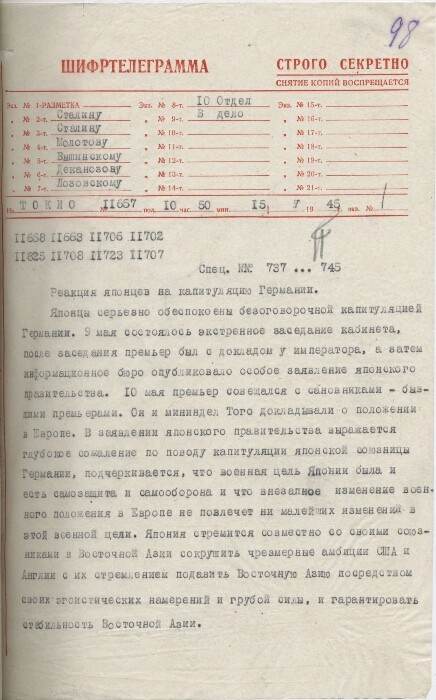 98
ШИФРТЕЛЕГРАММА
СТРОГО СЕКРЕТНО
СНЯТИЕ КОПИЙ ВОСПРЕЩАЕТСЯ
Экз. № 1-РАЗМЕТКА Экз. № 8-т. 10 Отдел Экз. № 15-т.
„ № 2-т. Сталину „ № 9-т. В дело „ № 16-т.
„ № 3-т. Сталину „ № 10-т. „ № 17-т.
„ № 4-т. Молотову „ № 11-т. „ № 18-т.
„ № 5-т. Вышинскому „ № 12-т. „ № 19-т.
„ № 6-т. Деканозову „ № 13-т. „ № 20-т.
„ № 7-т. Лозовскому „ № 14-т. „ № 21-т.
Из ТОКИО № 11657 пол. 10 час. 50 мин. 15 V 1945 экз. № 1
11658 11663 11706 11702
11825 11708 11723 11707
Спец. №№ 737 ... 745
Реакция японцев на капитуляцию Германии.
Японцы серьезно обеспокоены безоговорочной капитуляцией
Германии. 9 мая состоялось экстренное заседание кабинета,
после заседания премьер был с докладом у императора, а затем
информационное бюро опубликовало особое заявление японского
правительства. 10 мая премьер совещался с сановниками – быв-
шими премьерами. Он и мининдел Того докладывали о положении
в Европе. В заявлении японского правительства выражается
глубокое сожаление по поводу капитуляции японской союзницы
Германии, подчеркивается, что военная цель Японии была и
есть самозащита и самооборона и что внезапное изменение воен-
ного положения в Европе не повлечет ни малейших изменений в
этой военной цели. Япония стремится совместно со своими союз-
никами в Восточной Азии сокрушить чрезмерные амбиции США и
Англии с их стремлением подавить Восточную Азию посредством
своих эгоистических намерений и грубой силы, и гарантировать
стабильность Восточной Азии.